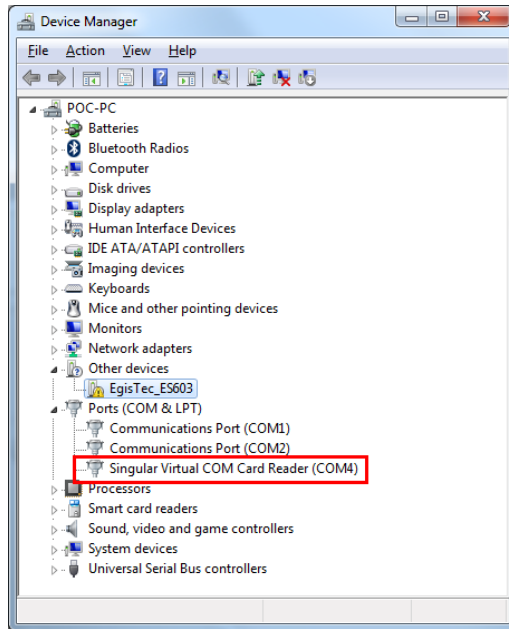 Device Manager
File Action View Help
POC-PC
Batteries
Bluetooth Radios
Computer
Disk drives
Display adapters
Human Interface Devices
IDE ATA/ATAPI controllers
Imaging devices
Keyboards
Mice and other pointing devices
Monitors
Network adapters
Other devices
EgisTec_ES603
Ports (COM & LPT)
Communications Port (COM1)
Communications Port (COM2)
Singular Virtual COM Card Reader (COM4)
Processors
Smart card readers
Sound, video and game controllers
System devices
Universal Serial Bus controllers